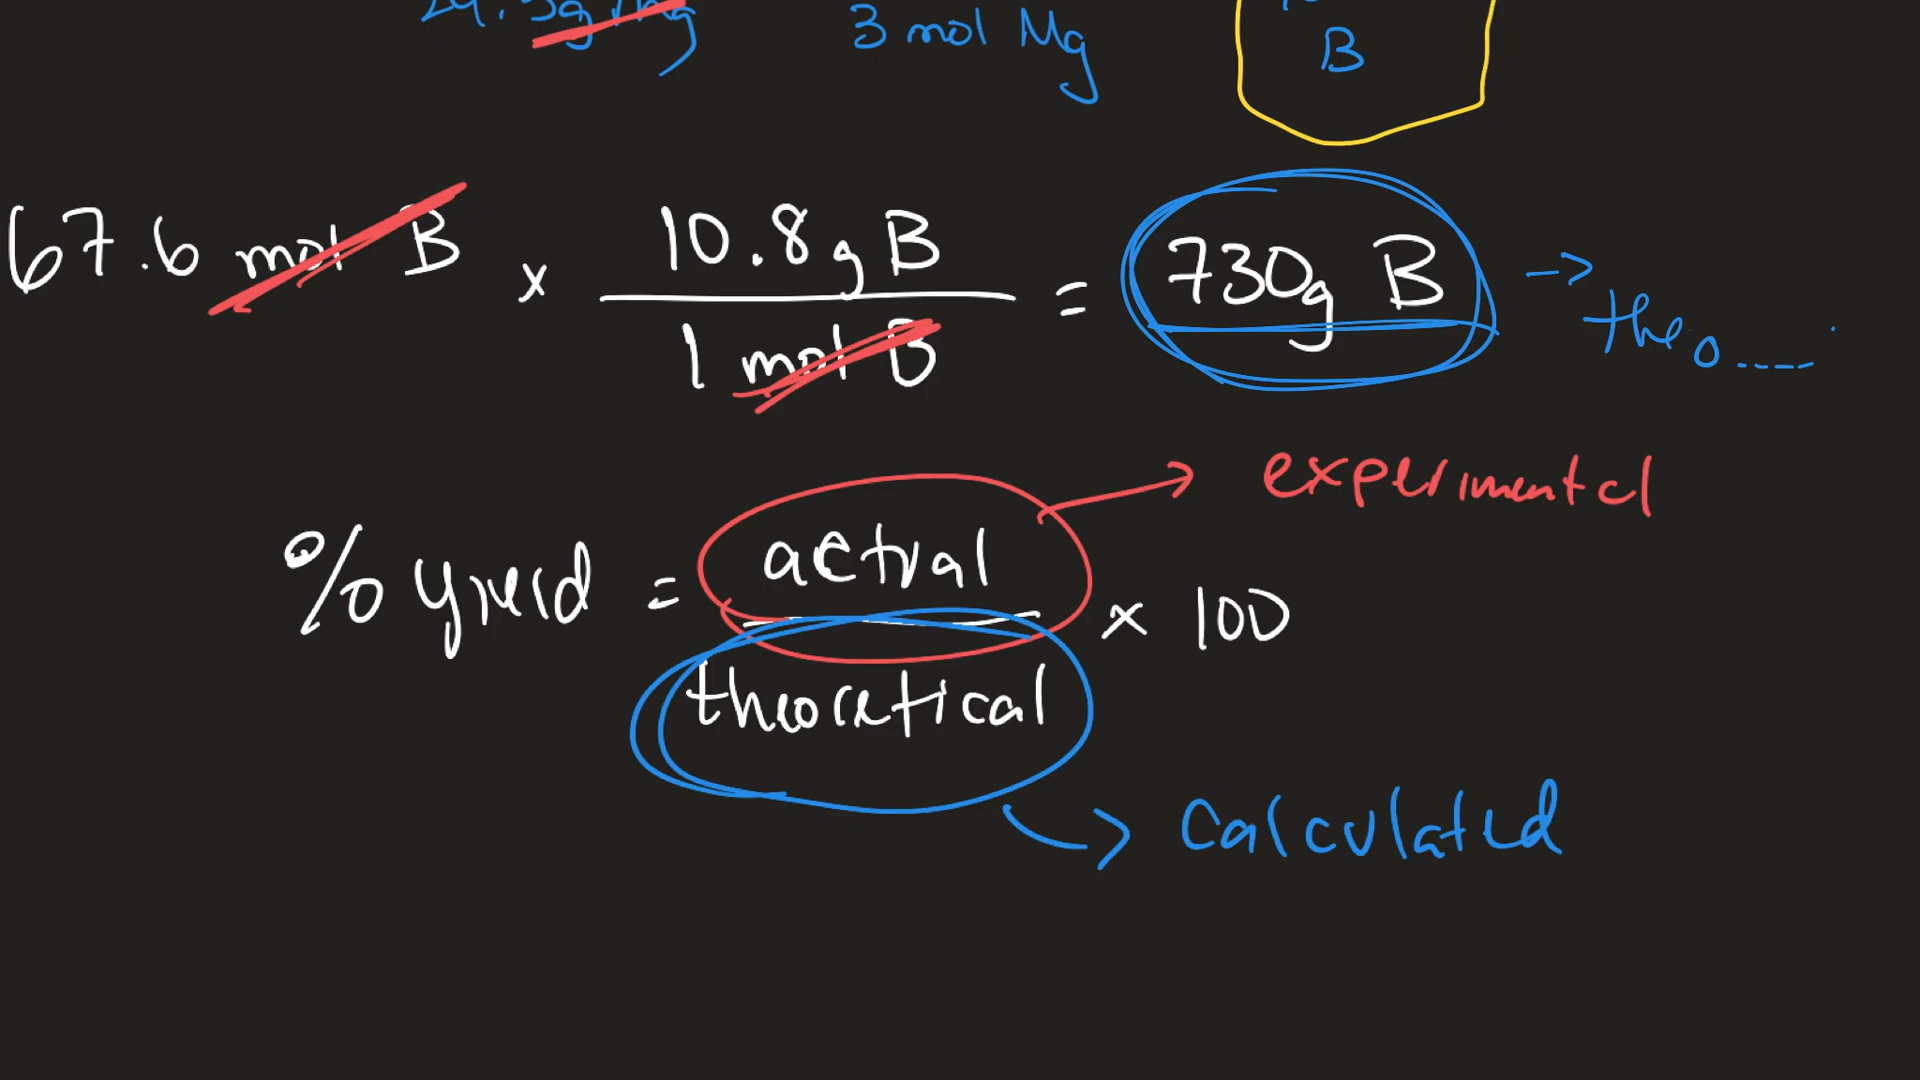 3 mol Mg
B
67.6 mol B x 10.8 g B / 1 mol B = 730g B -> theo.....
% yield = actual / theoretical x 100
experimental
calculated